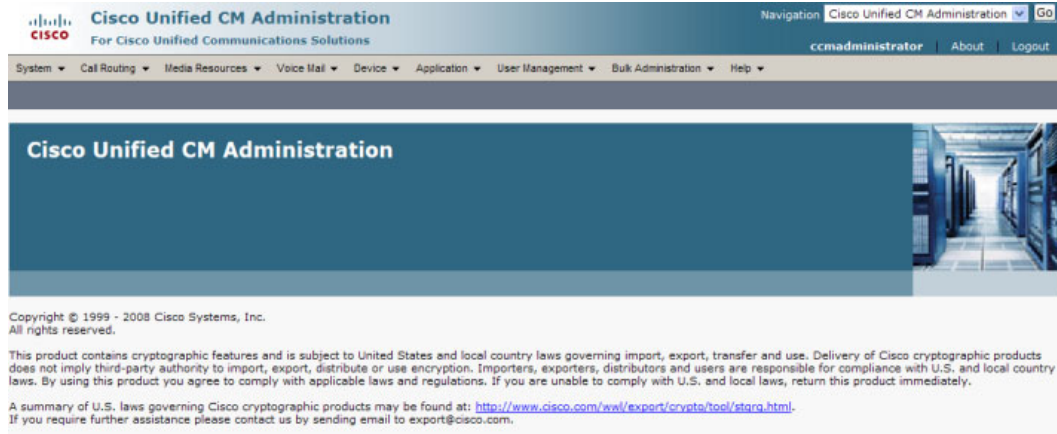 CISCO
Cisco Unified CM Administration
For Cisco Unified Communications Solutions
Navigation Cisco Unified CM Administration Go
ccmadministrator | About | Logout
System Call Routing Media Resources Voice Mail Device Application User Management Bulk Administration Help
Cisco Unified CM Administration
Copyright © 1999 - 2008 Cisco Systems, Inc.
All rights reserved.
This product contains cryptographic features and is subject to United States and local country laws governing import, export, transfer and use. Delivery of Cisco cryptographic products
does not imply third-party authority to import, export, distribute or use encryption. Importers, exporters, distributors and users are responsible for compliance with U.S. and local country
laws. By using this product you agree to comply with applicable laws and regulations. If you are unable to comply with U.S. and local laws, return this product immediately.
A summary of U.S. laws governing Cisco cryptographic products may be found at: http://www.cisco.com/wwl/export/crypto/tool/stqrg.html.
If you require further assistance please contact us by sending email to export@cisco.com.